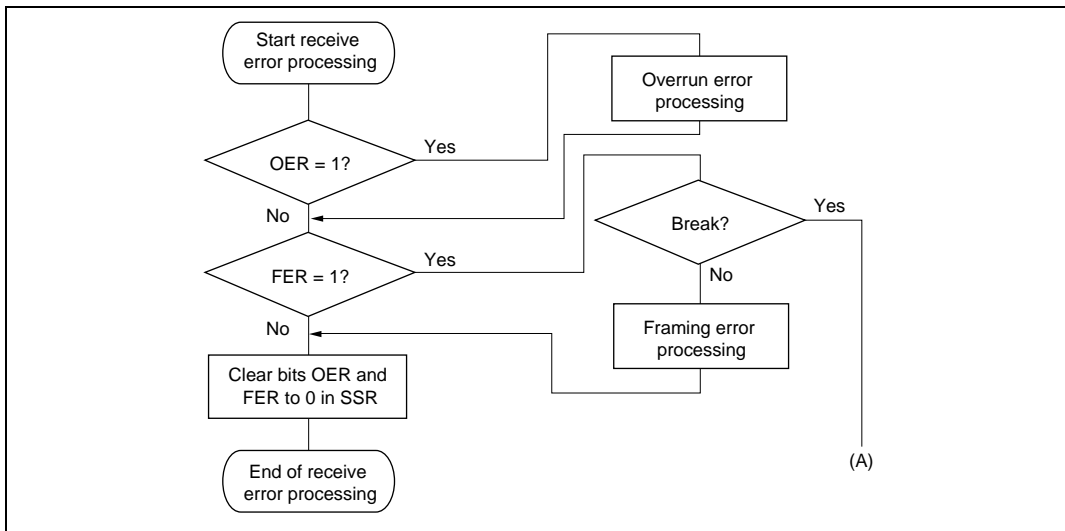 Start receive
error processing
Yes
Overrun error
processing
OER = 1?
No
Yes
Break?
Yes
FER = 1?
No
No
Framing error
processing
Clear bits OER and
FER to 0 in SSR
(A)
End of receive
error processing